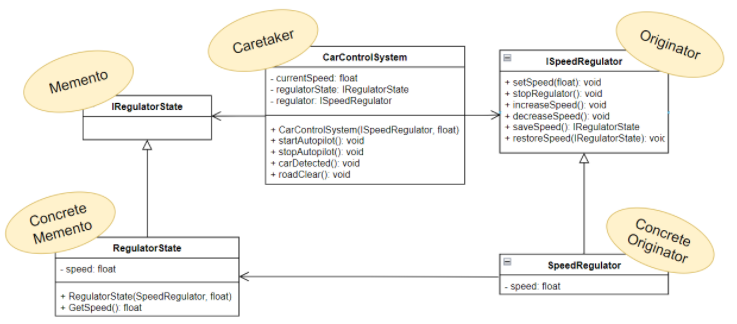 Caretaker
Originator
Memento
CarControlSystem
- currentSpeed: float
- regulatorState: IRegulatorState
- regulator: ISpeedRegulator
+ CarControlSystem(ISpeedRegulator, float)
+ startAutopilot(): void
+ stopAutopilot(): void
+ carDetected(): void
+ roadClear(): void
ISpeedRegulator
+ setSpeed(float): void
+ stopRegulator(): void
+ increaseSpeed(): void
+ decreaseSpeed(): void
+ saveSpeed(): IRegulatorState
+ restoreSpeed(IRegulatorState): void
IRegulatorState
Concrete
Memento
Concrete
Originator
RegulatorState
- speed: float
+ RegulatorState(SpeedRegulator, float)
+ GetSpeed(): float
SpeedRegulator
- speed: float